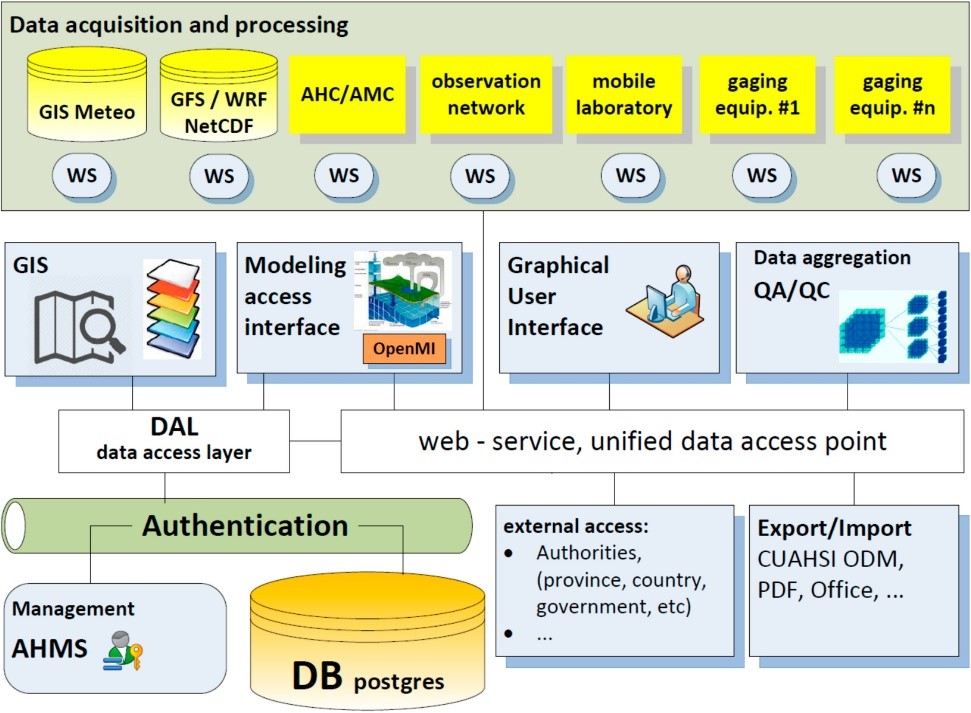 Data acquisition and processing
GIS Meteo
GFS / WRF
NetCDF
AHC/AMC
observation
network
mobile
laboratory
gaging
equip. #1
gaging
equip. #n
WS
WS
WS
WS
WS
WS
WS
GIS
Modeling
access
interface
OpenMI
Graphical
User
Interface
Data aggregation
QA/QC
DAL
data access layer
web - service, unified data access point
Authentication
Management
AHMS
DB postgres
external access:
• Authorities,
(province, country,
government, etc)
• ...
Export/Import
CUAHSI ODM,
PDF, Office, ...